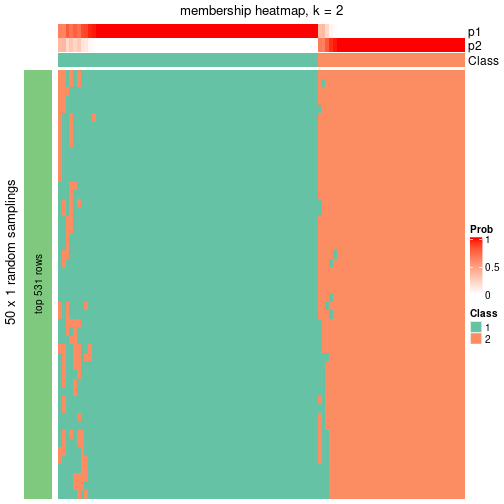 membership heatmap, k = 2
p1
p2
Class
50 x 1 random samplings
top 531 rows
Prob
1
0.5
0
Class
1
2